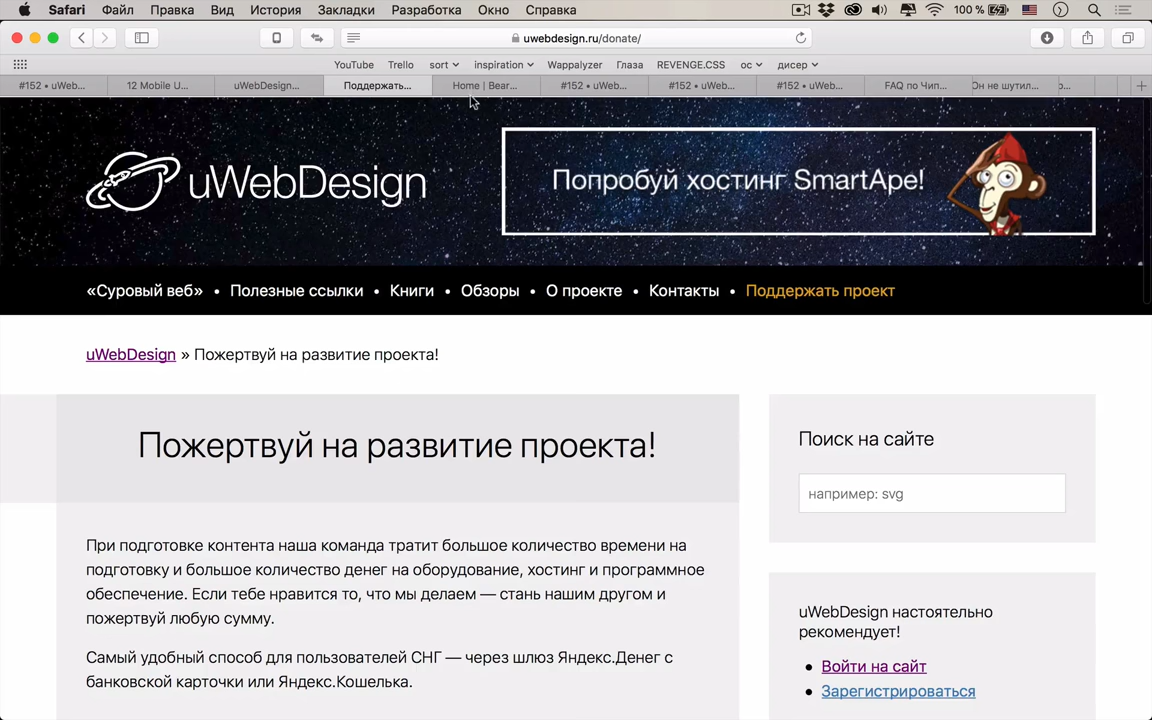 Safari Файл Правка Вид История Закладки Разработка Окно Справка 100 %
uwebdesign.ru/donate/
YouTube Trello sort inspiration Wappalyzer Глаза REVENGE.CSS ос дисер
#152 • uWeb... 12 Mobile U... uWebDesign... Поддержать... Home | Bear... #152 • uWeb... #152 • uWeb... #152 • uWeb... FAQ по Чип... Он не шутил...
uWebDesign
Попробуй хостинг SmartApe!
«Суровый веб» • Полезные ссылки • Книги • Обзоры • О проекте • Контакты • Поддержать проект
uWebDesign » Пожертвуй на развитие проекта!
Пожертвуй на развитие проекта!
При подготовке контента наша команда тратит большое количество времени на
подготовку и большое количество денег на оборудование, хостинг и программное
обеспечение. Если тебе нравится то, что мы делаем — стань нашим другом и
пожертвуй любую сумму.
Самый удобный способ для пользователей СНГ — через шлюз Яндекс.Денег с
банковской карточки или Яндекс.Кошелька.
Поиск на сайте
например: svg
uWebDesign настоятельно
рекомендует!
• Войти на сайт
• Зарегистрироваться